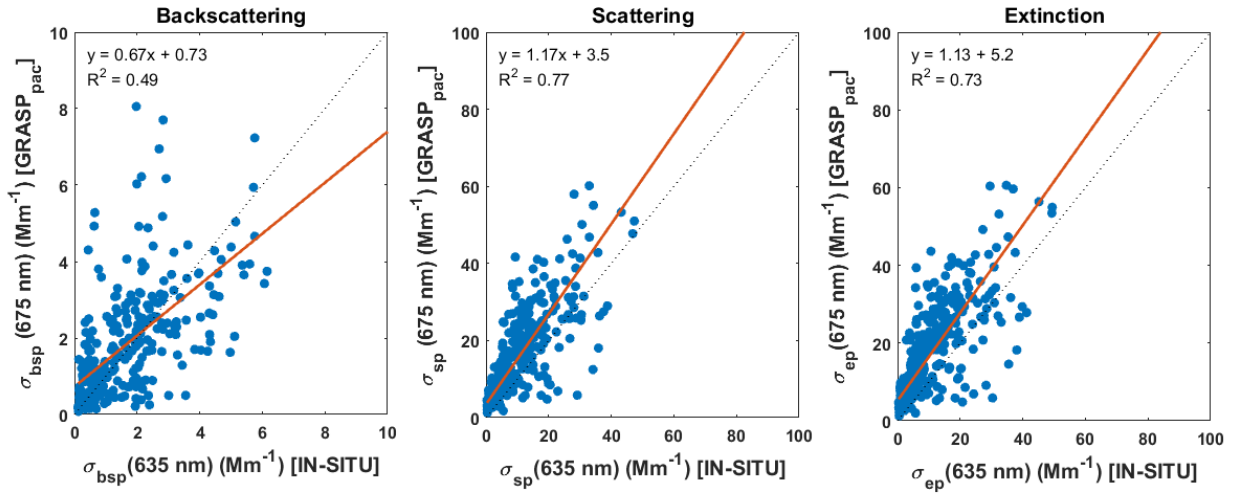 Backscattering
y = 0.67x + 0.73
R² = 0.49
10
8
6
4
2
0
σbsp (675 nm) (Mm⁻¹) [GRASPpac]
0 2 4 6 8 10
σbsp(635 nm) (Mm⁻¹) [IN-SITU]
Scattering
y = 1.17x + 3.5
R² = 0.77
100
80
60
40
20
0
σsp (675 nm) (Mm⁻¹) [GRASPpac]
0 20 40 60 80 100
σsp(635 nm) (Mm⁻¹) [IN-SITU]
Extinction
y = 1.13 + 5.2
R² = 0.73
100
80
60
40
20
0
σep(675 nm) (Mm⁻¹) [GRASPpac]
0 20 40 60 80 100
σep(635 nm) (Mm⁻¹) [IN-SITU]